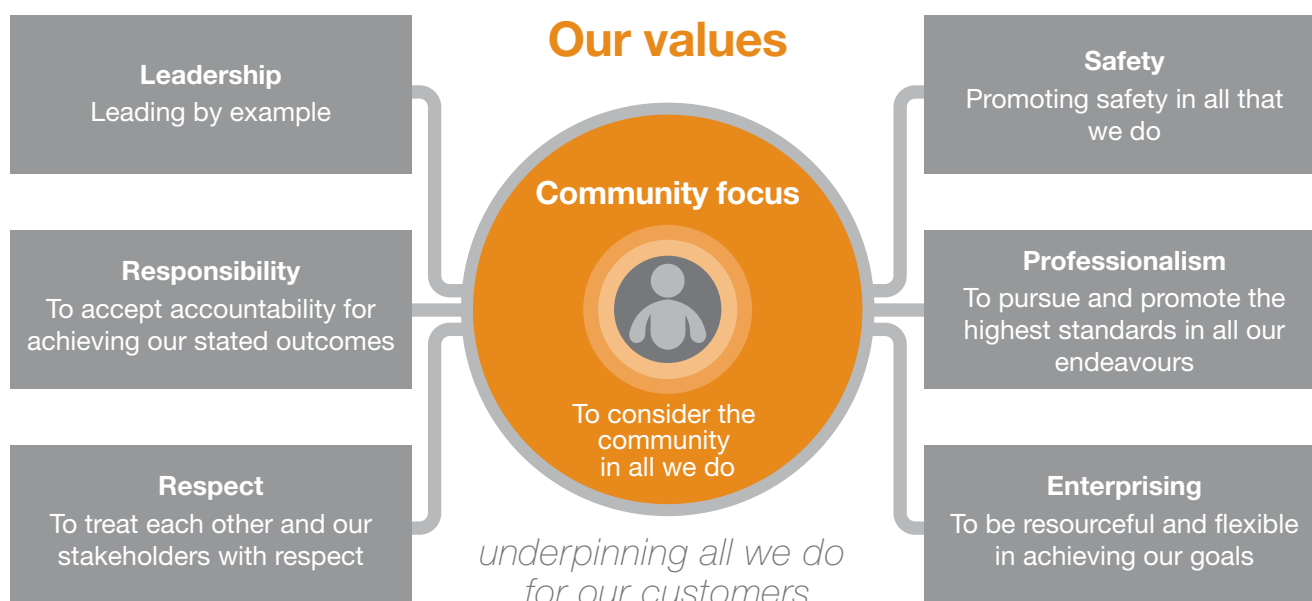 Our values
Leadership
Leading by example
Responsibility
To accept accountability for
achieving our stated outcomes
Respect
To treat each other and our
stakeholders with respect
Community focus
To consider the
community
in all we do
underpinning all we do
for our customers
Safety
Promoting safety in all that
we do
Professionalism
To pursue and promote the
highest standards in all our
endeavours
Enterprising
To be resourceful and flexible
in achieving our goals